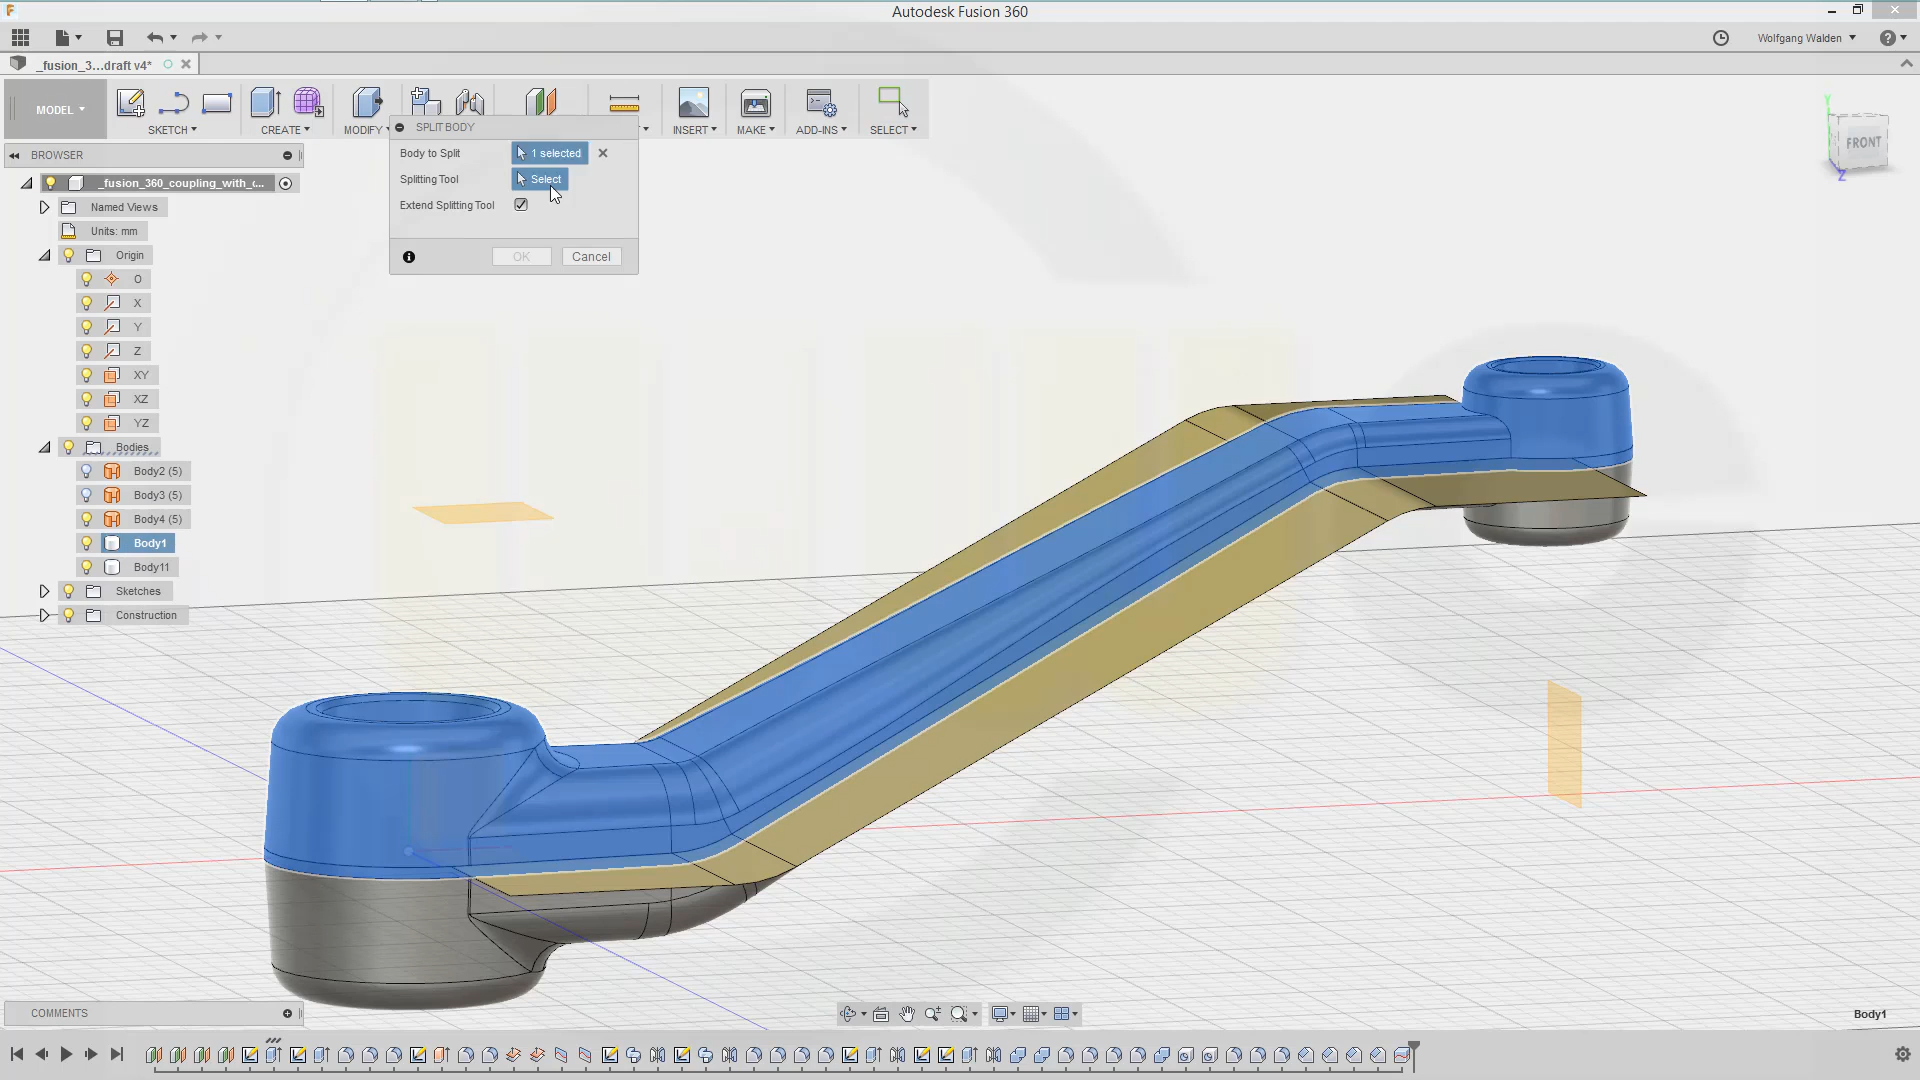 Autodesk Fusion 360
Wolfgang Walden
_fusion_3...draft v4*
MODEL
SKETCH
CREATE
MODIFY
INSERT
MAKE
ADD-INS
SELECT
BROWSER
_fusion_360_coupling_with_(...
Named Views
Units: mm
Origin
O
X
Y
Z
XY
XZ
YZ
Bodies
Body2 (5)
Body3 (5)
Body4 (5)
Body1
Body11
Sketches
Construction
SPLIT BODY
Body to Split
1 selected
Splitting Tool
Select
Extend Splitting Tool
OK
Cancel
Y
FRONT
Z
COMMENTS
Body1